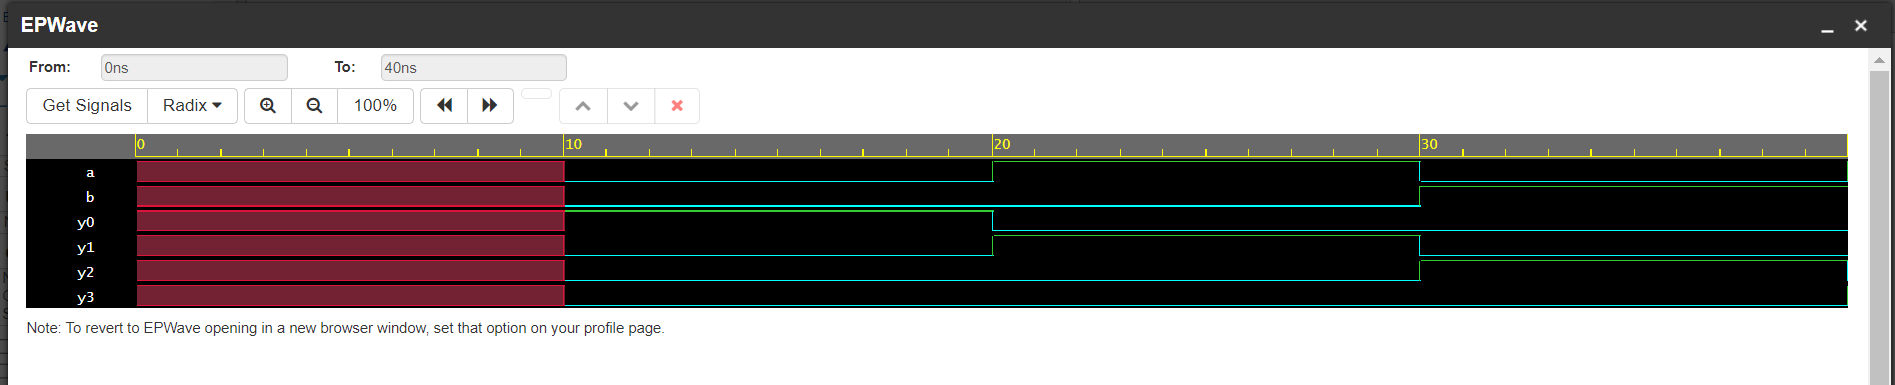 EPWave
From: 0ns To: 40ns
Get Signals Radix 100%
0 10 20 30
a
b
y0
y1
y2
y3
Note: To revert to EPWave opening in a new browser window, set that option on your profile page.